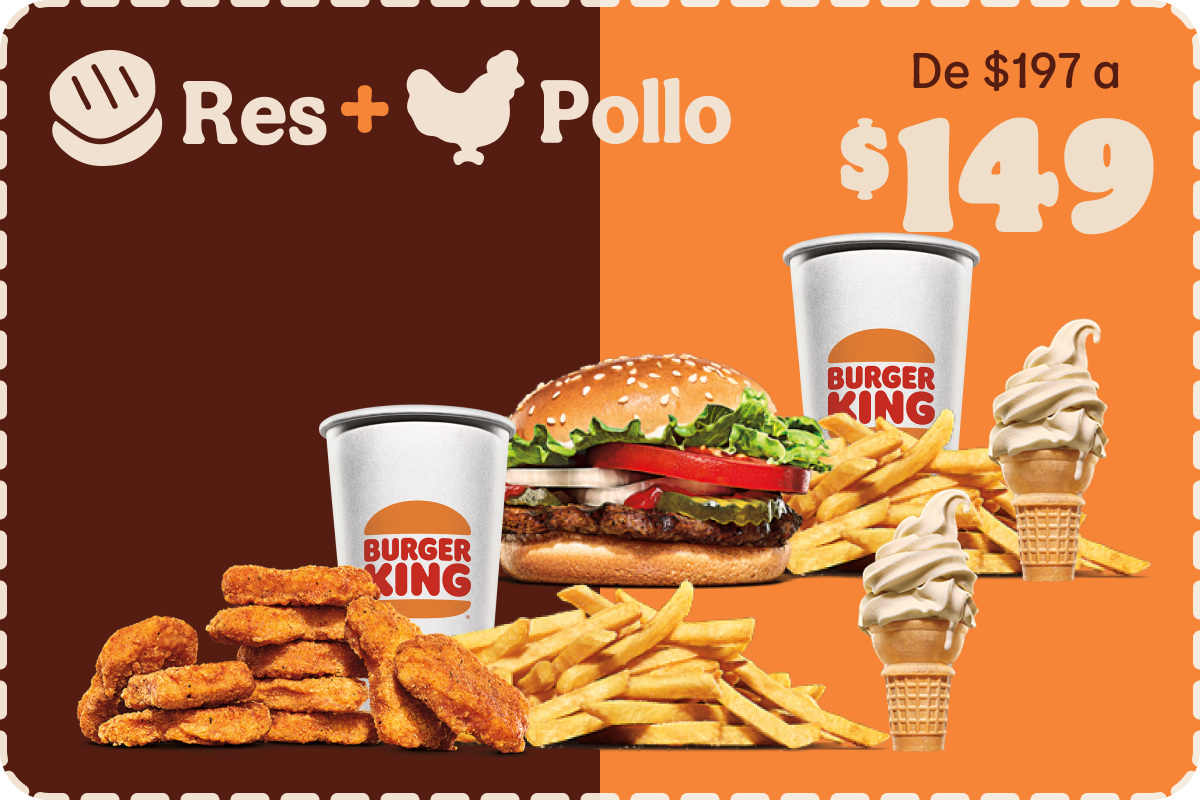 Res + Pollo
De $197 a
$149
BURGER
KING
BURGER
KING